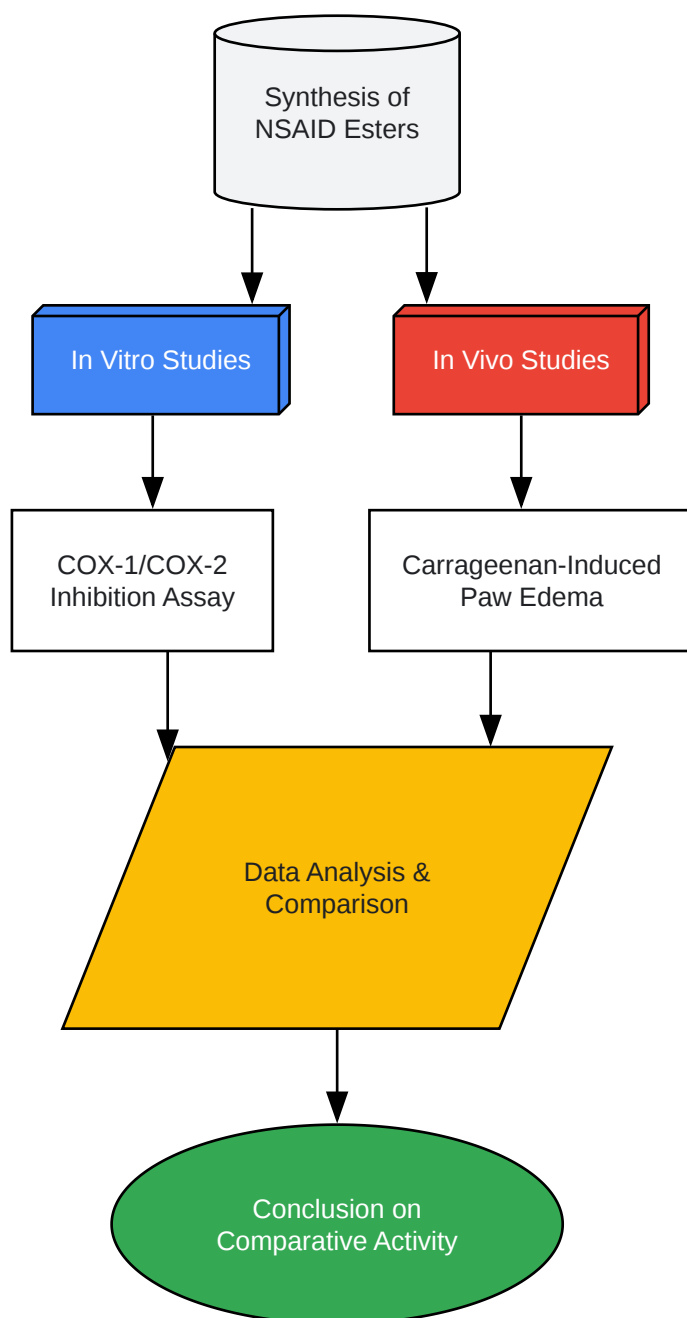 Synthesis of
NSAID Esters
In Vitro Studies
In Vivo Studies
COX-1/COX-2
Inhibition Assay
Carrageenan-Induced
Paw Edema
Data Analysis &
Comparison
Conclusion on
Comparative Activity